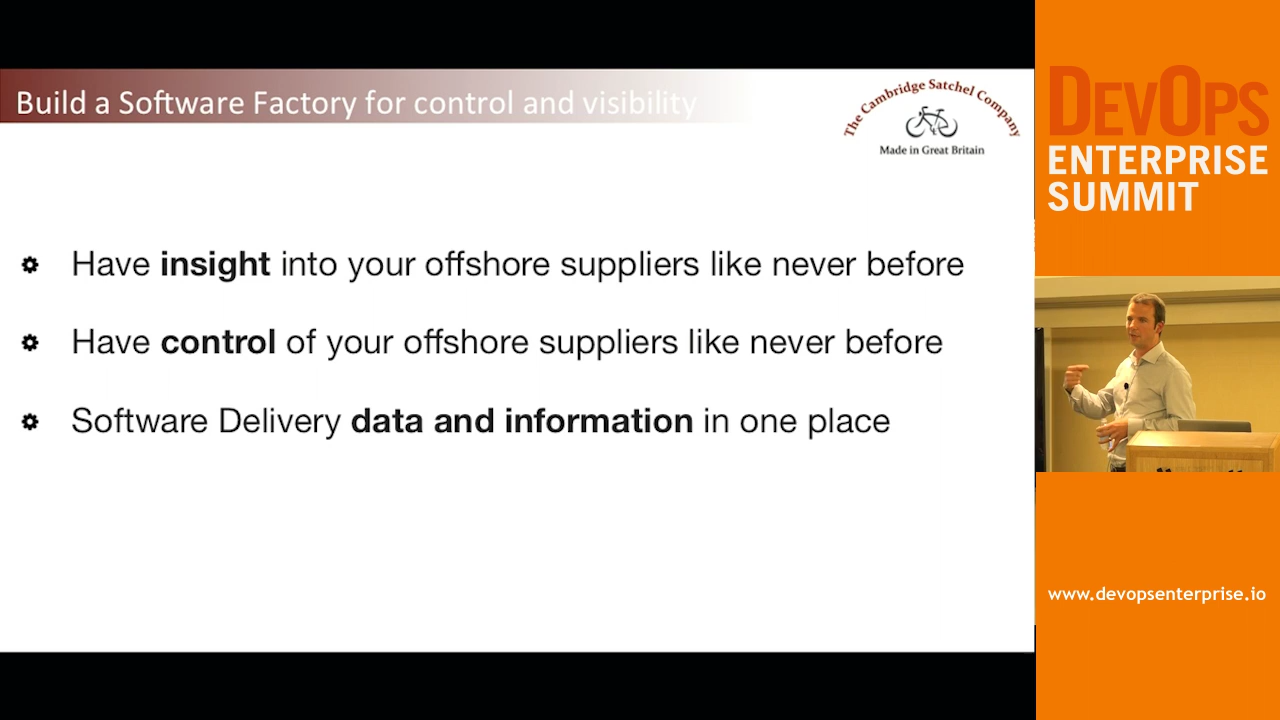 Build a Software Factory for control and visibility
The Cambridge Satchel Company
Made in Great Britain
Have insight into your offshore suppliers like never before
Have control of your offshore suppliers like never before
Software Delivery data and information in one place
DEVOPS
ENTERPRISE
SUMMIT
www.devopsenterprise.io